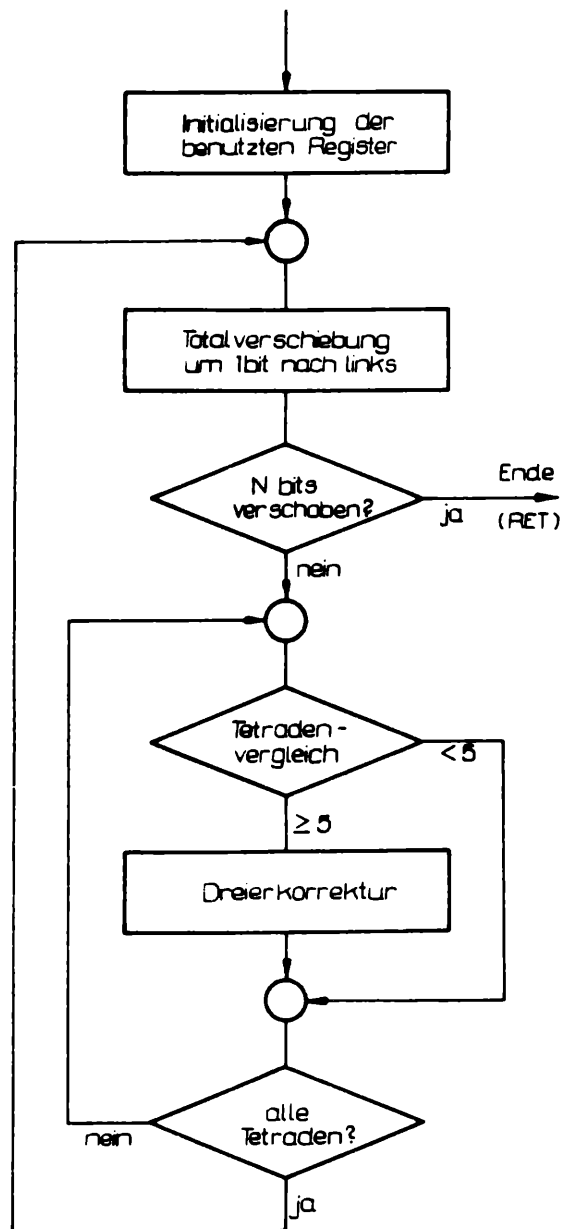 Initialisierung der
benutzten Register
Totalverschiebung
um 1bit nach links
N bits
verschoben?
Ende
ja
(RET)
nein
Tetraden-
vergleich
< 5
≥ 5
Dreierkorrektur
alle
Tetraden?
nein
ja